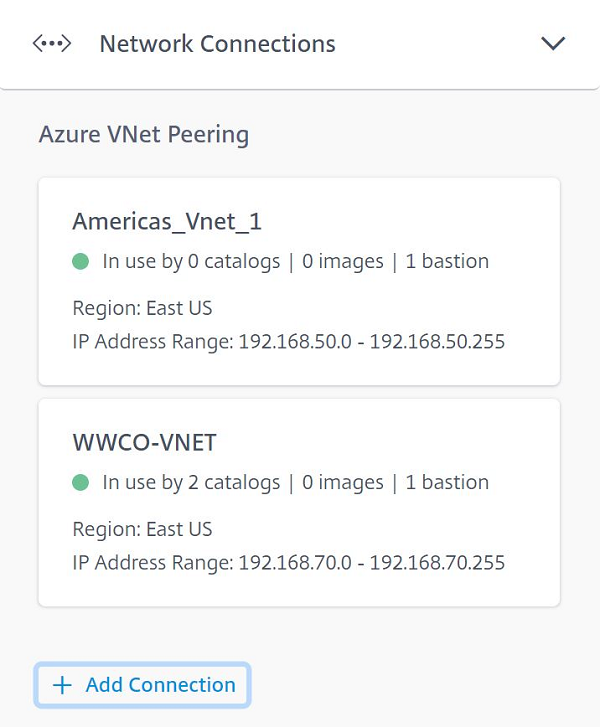 Network Connections
Azure VNet Peering
Americas_Vnet_1
In use by 0 catalogs | 0 images | 1 bastion
Region: East US
IP Address Range: 192.168.50.0 - 192.168.50.255
WWCO-VNET
In use by 2 catalogs | 0 images | 1 bastion
Region: East US
IP Address Range: 192.168.70.0 - 192.168.70.255
+ Add Connection